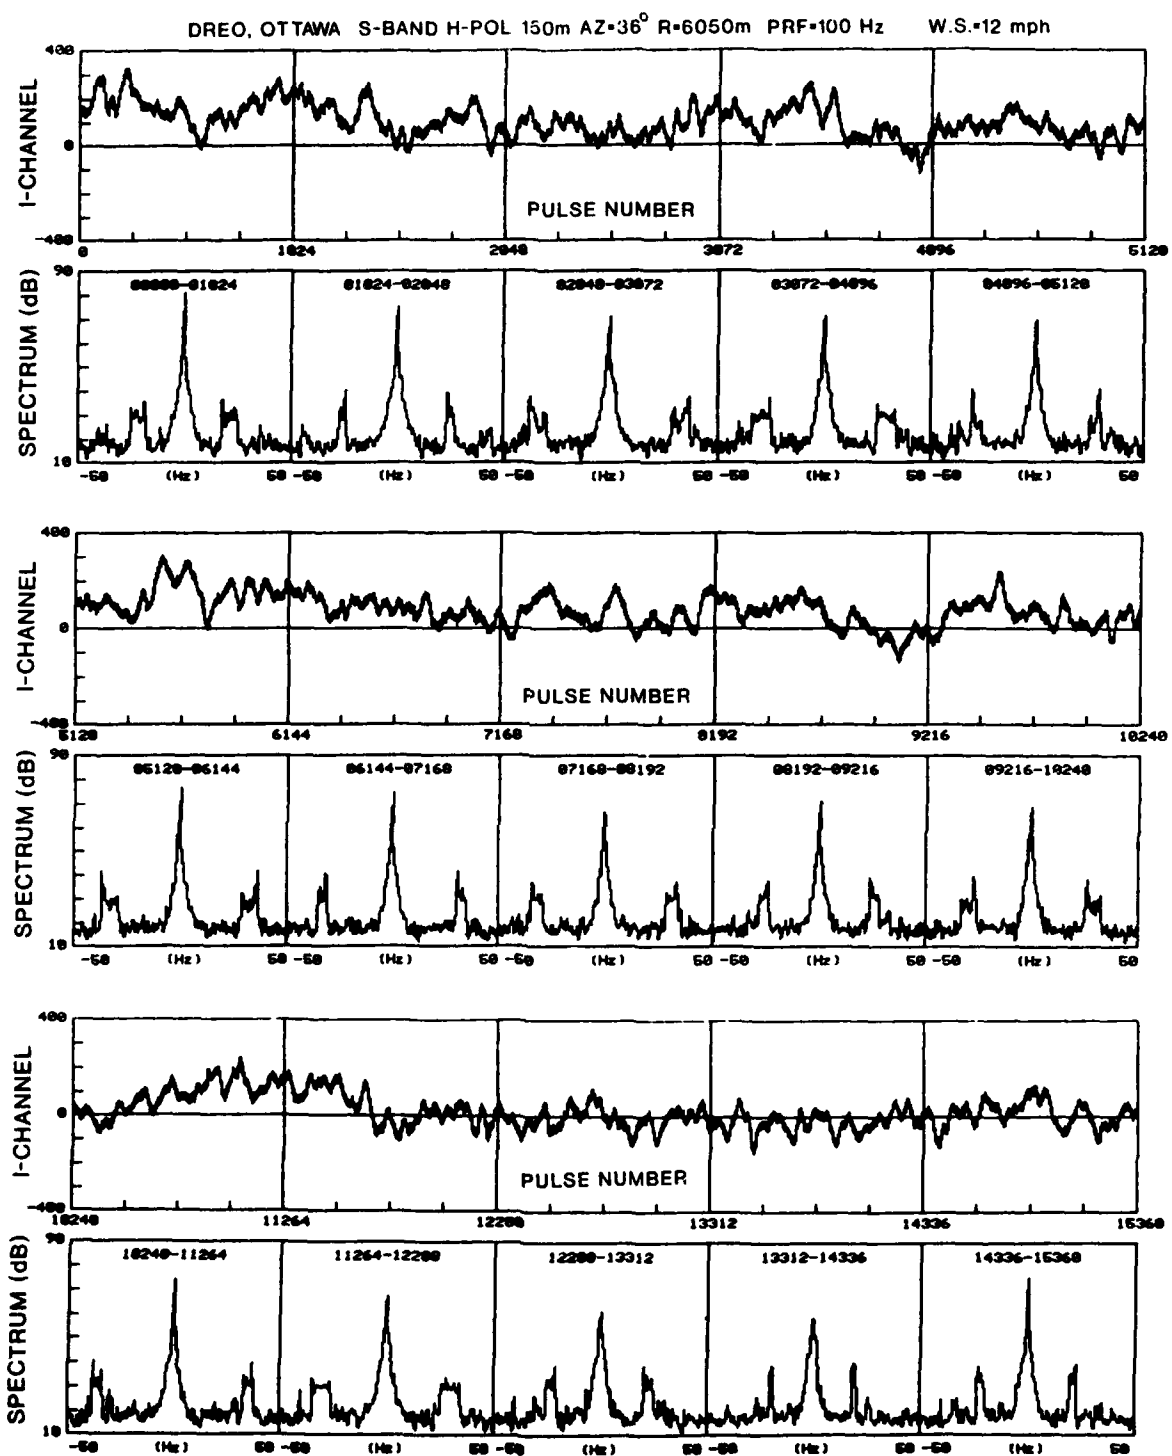 DREO, OTTAWA S-BAND H-POL 150m AZ=36° R=6050m PRF=100 Hz W.S.=12 mph
400
I-CHANNEL
0
PULSE NUMBER
-400
0 1024 2048 3072 4096 5120
90
SPECTRUM (dB)
00000-01024 01024-02048 02048-03072 03072-04096 04096-05120
10
-50 (Hz) 50 -50 (Hz) 50 -50 (Hz) 50 -50 (Hz) 50 -50 (Hz) 50
400
I-CHANNEL
0
PULSE NUMBER
-400
5120 6144 7168 8192 9216 10240
90
SPECTRUM (dB)
05120-06144 06144-07168 07168-08192 08192-09216 09216-10240
10
-50 (Hz) 50 -50 (Hz) 50 -50 (Hz) 50 -50 (Hz) 50 -50 (Hz) 50
400
I-CHANNEL
0
PULSE NUMBER
-400
10240 11264 12288 13312 14336 15360
90
SPECTRUM (dB)
10240-11264 11264-12288 12288-13312 13312-14336 14336-15360
10
-50 (Hz) 50 -50 (Hz) 50 -50 (Hz) 50 -50 (Hz) 50 -50 (Hz) 50